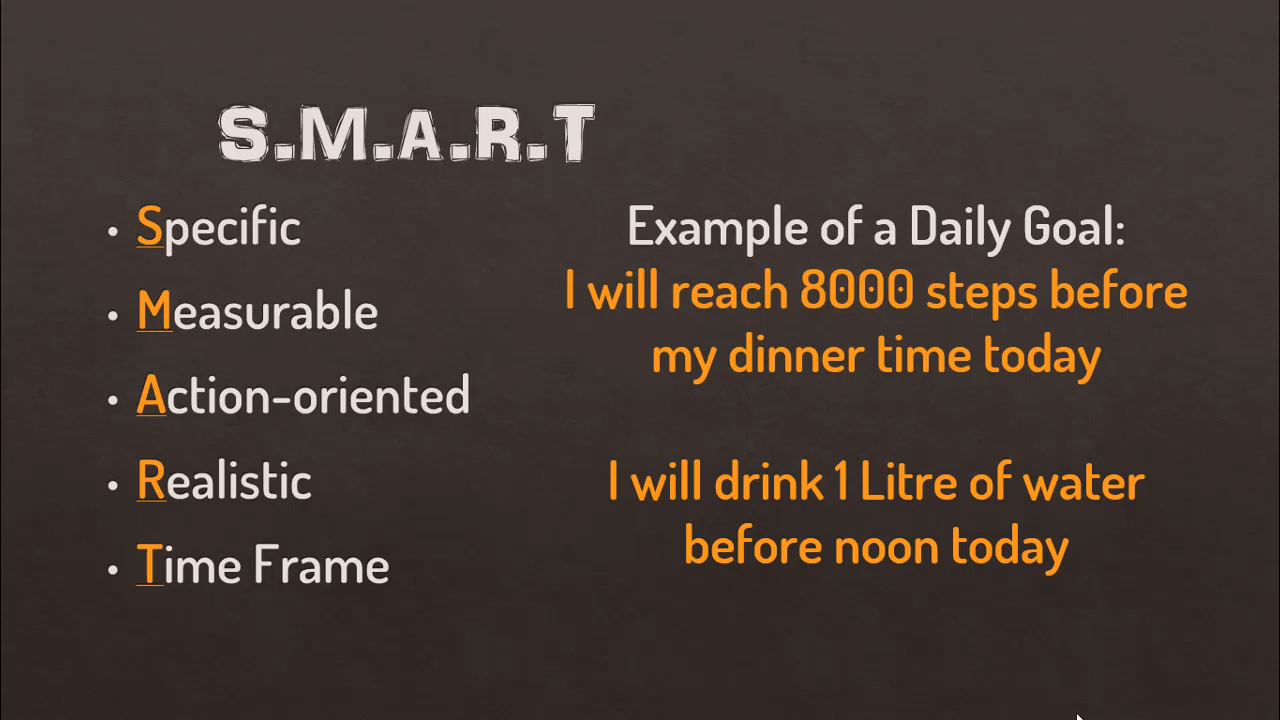 S.M.A.R.T
• Specific
• Measurable
• Action-oriented
• Realistic
• Time Frame
Example of a Daily Goal:
I will reach 8000 steps before
my dinner time today
I will drink 1 Litre of water
before noon today